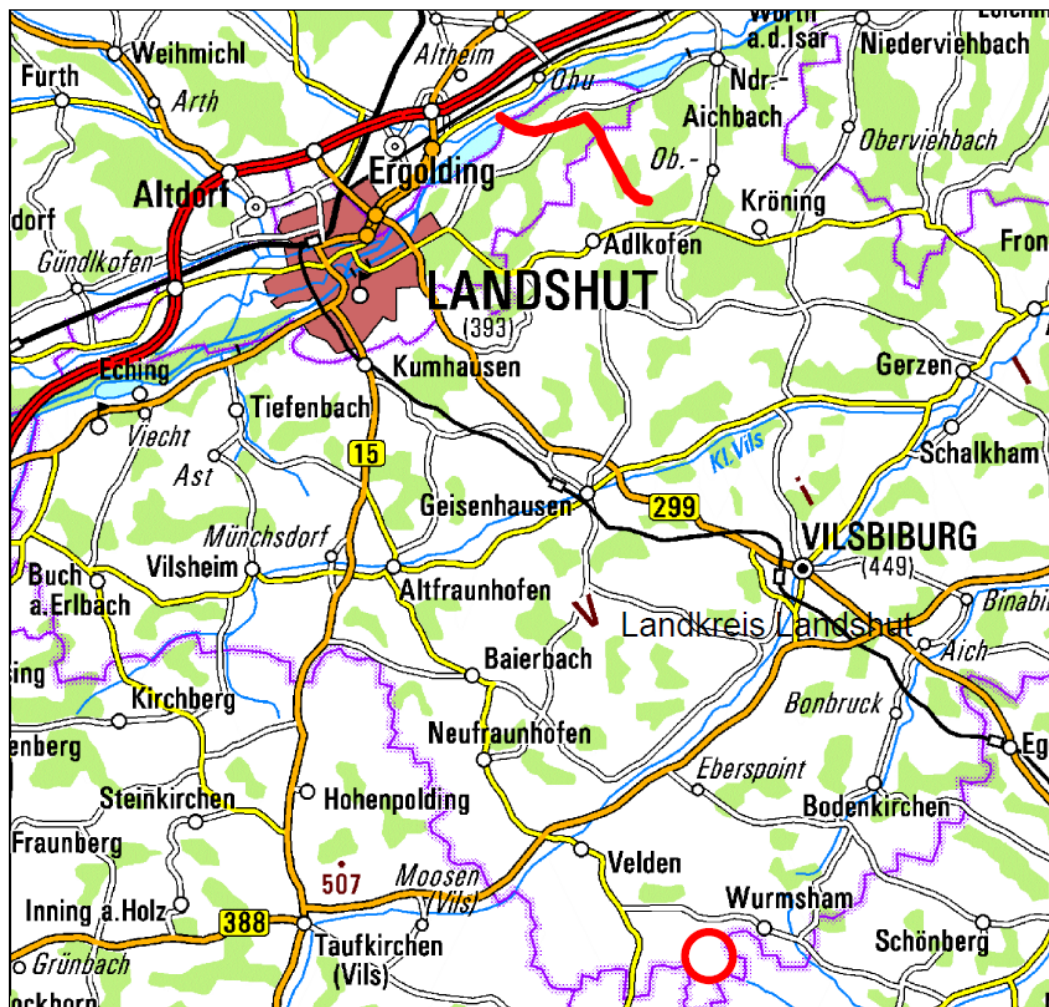 Weihmichl
Altheim
Wörth
a.d.Isar
Niederviehbach
Furth
Arth
Ohu
Ndr.-
Aichbach
Oberviehbach
Ergolding
Ob.-
Altdorf
Kröning
dorf
Gündlkofen
Adlkofen
Fron
LANDSHUT
(393)
Eching
Kumhausen
Gerzen
Tiefenbach
Viecht
15
Kl. Vils
Schalkham
Ast
Geisenhausen
299
i
Münchsdorf
VILSBIBURG
(449)
Vilsheim
Buch
a.Erlbach
Altfraunhofen
V
Landkreis Landshut
Aich
Baierbach
Kirchberg
Bonbruck
Neufraunhofen
enberg
Eberspoint
Steinkirchen
Hohenpolding
Bodenkirchen
Fraunberg
507
Moosen
(Vils)
Velden
Inning a.Holz
388
Wurmsham
Taufkirchen
(Vils)
Schönberg
Grünbach